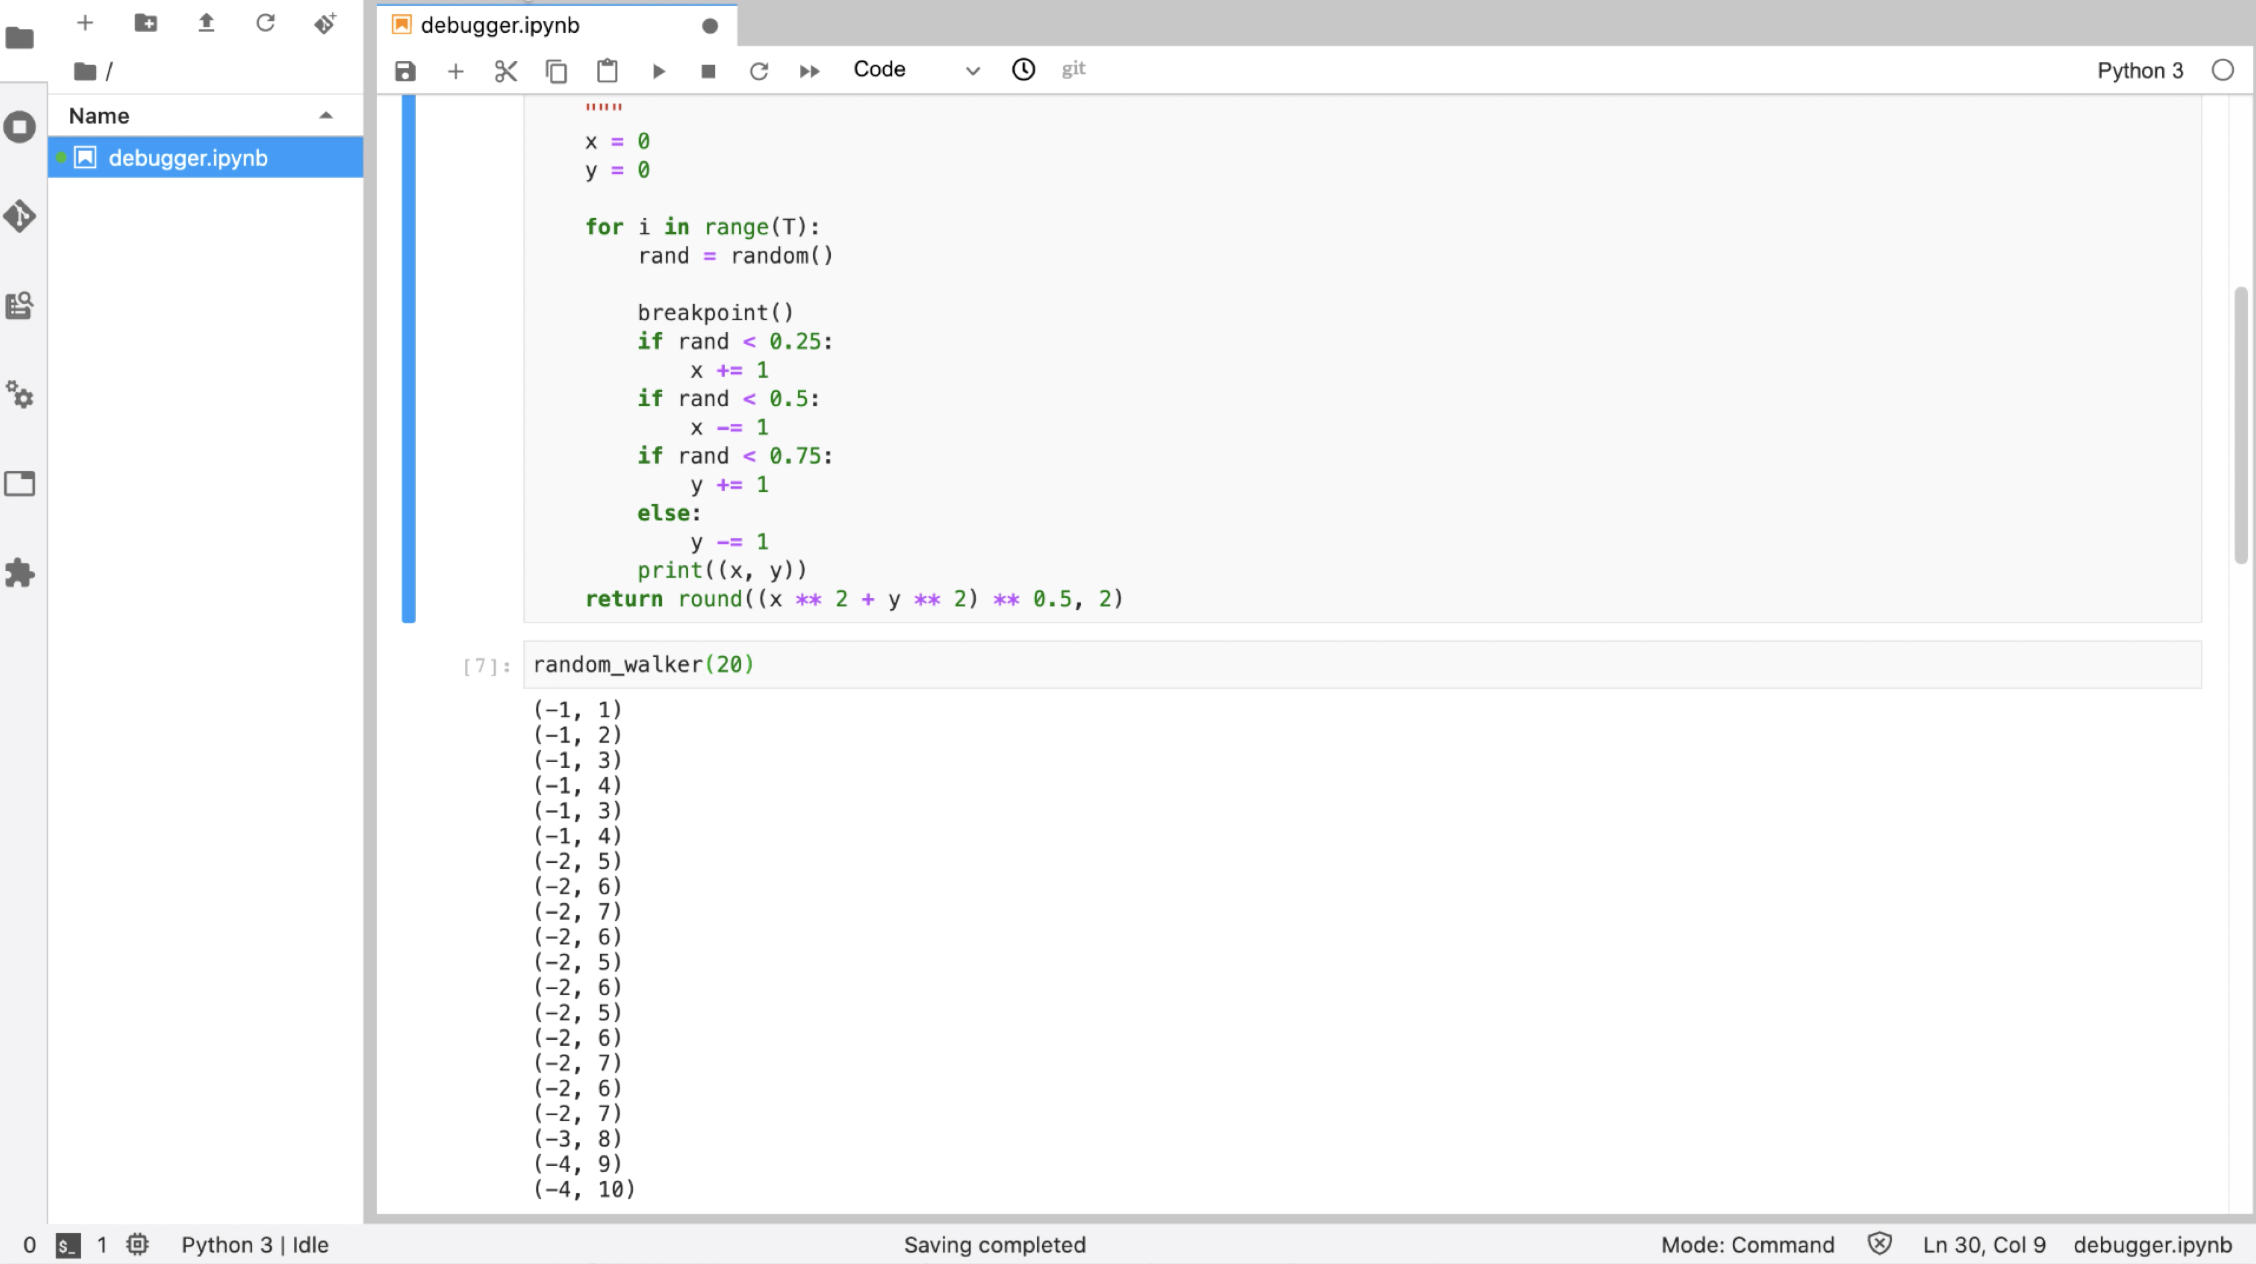 debugger.ipynb
/
Code
git
Python 3
Name
debugger.ipynb
"""
x = 0
y = 0
for i in range(T):
rand = random()
breakpoint()
if rand < 0.25:
x += 1
if rand < 0.5:
x -= 1
if rand < 0.75:
y += 1
else:
y -= 1
print((x, y))
return round((x ** 2 + y ** 2) ** 0.5, 2)
[7]: random_walker(20)
(-1, 1)
(-1, 2)
(-1, 3)
(-1, 4)
(-1, 3)
(-1, 4)
(-2, 5)
(-2, 6)
(-2, 7)
(-2, 6)
(-2, 5)
(-2, 6)
(-2, 5)
(-2, 6)
(-2, 7)
(-2, 6)
(-2, 7)
(-3, 8)
(-4, 9)
(-4, 10)
0 $_ 1 Python 3 | Idle Saving completed Mode: Command Ln 30, Col 9 debugger.ipynb